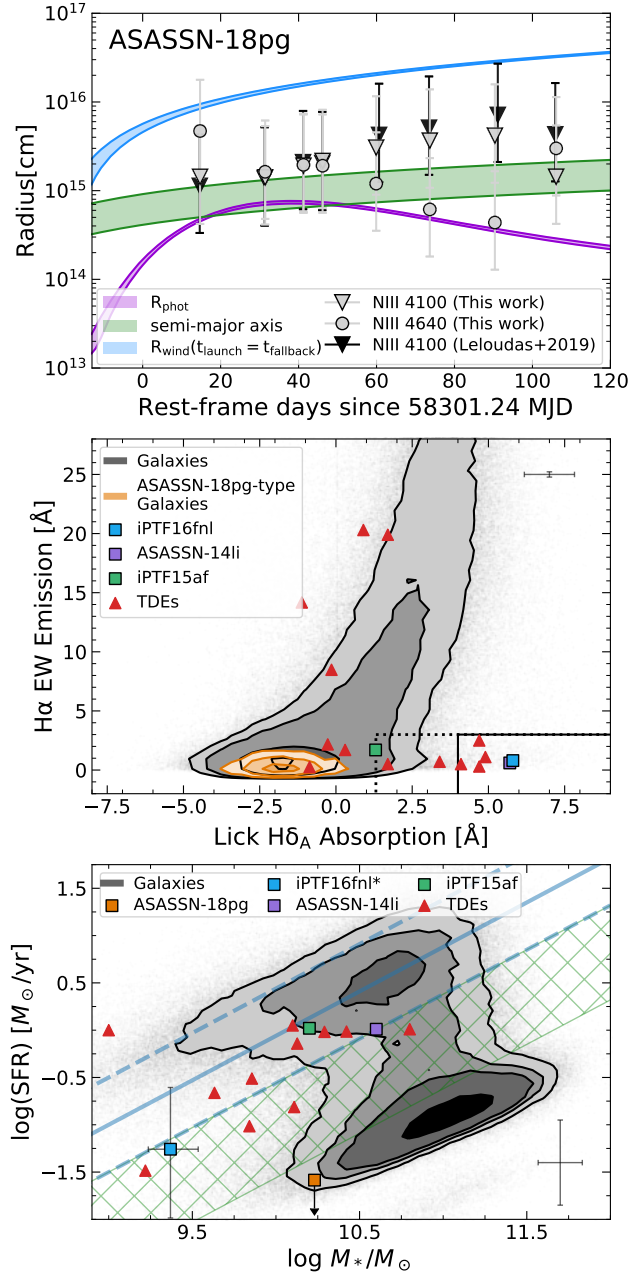 ASASSN-18pg
10^17
10^16
10^15
10^14
10^13
Radius[cm]
R_phot
semi-major axis
R_wind(t_launch = t_fallback)
NIII 4100 (This work)
NIII 4640 (This work)
NIII 4100 (Leloudas+2019)
0 20 40 60 80 100 120
Rest-frame days since 58301.24 MJD
25
20
15
10
5
0
Hα EW Emission [Å]
Galaxies
ASASSN-18pg-type
Galaxies
iPTF16fnl
ASASSN-14li
iPTF15af
TDEs
−7.5 −5.0 −2.5 0.0 2.5 5.0 7.5
Lick Hδ_A Absorption [Å]
1.5
0.5
−0.5
−1.5
log(SFR) [M_⊙/yr]
Galaxies
ASASSN-18pg
iPTF16fnl*
ASASSN-14li
iPTF15af
TDEs
9.5 10.5 11.5
log M_*/M_⊙